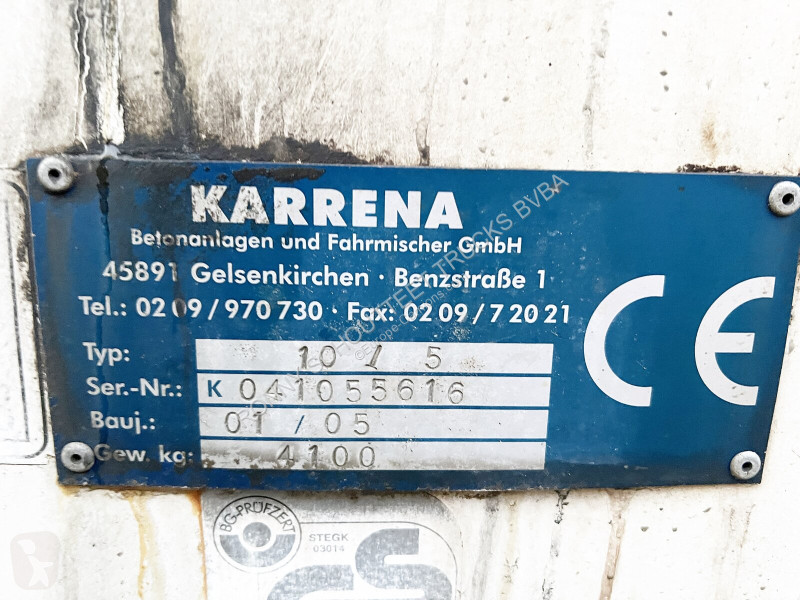 KARRENA
Betonanlagen und Fahrmischer GmbH
45891 Gelsenkirchen · Benzstraße 1
Tel.: 02 09 / 970 730 · Fax: 02 09 / 7 20 21
Typ: 10 / 5
Ser.-Nr.: K 041055616
Bauj.: 01 / 05
Gew. kg: 4100
CE
BG-PRÜFZERT
STEGK
03014
GS